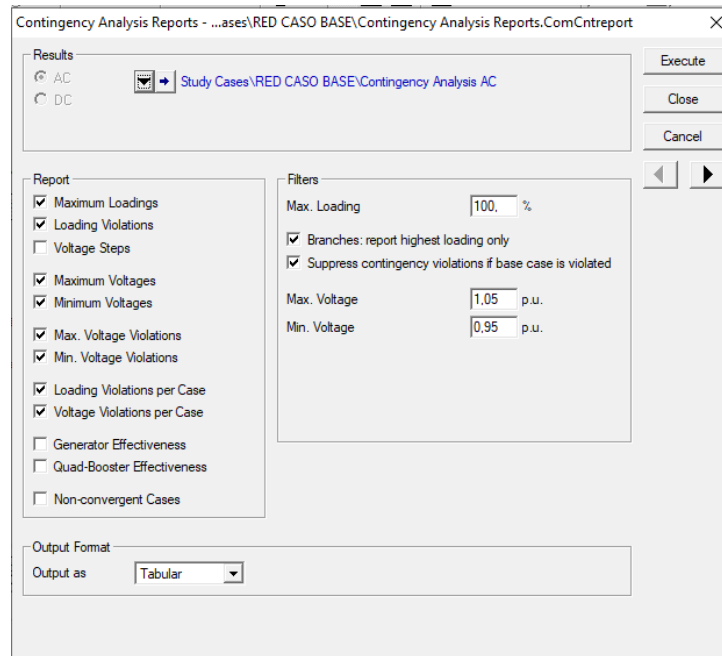 Contingency Analysis Reports - ...ases\RED CASO BASE\Contingency Analysis Reports.ComCntreport
Results
AC
DC
Study Cases\RED CASO BASE\Contingency Analysis AC
Execute
Close
Cancel
Report
Maximum Loadings
Loading Violations
Voltage Steps
Maximum Voltages
Minimum Voltages
Max. Voltage Violations
Min. Voltage Violations
Loading Violations per Case
Voltage Violations per Case
Generator Effectiveness
Quad-Booster Effectiveness
Non-convergent Cases
Filters
Max. Loading 100, %
Branches: report highest loading only
Suppress contingency violations if base case is violated
Max. Voltage 1,05 p.u.
Min. Voltage 0,95 p.u.
Output Format
Output as Tabular